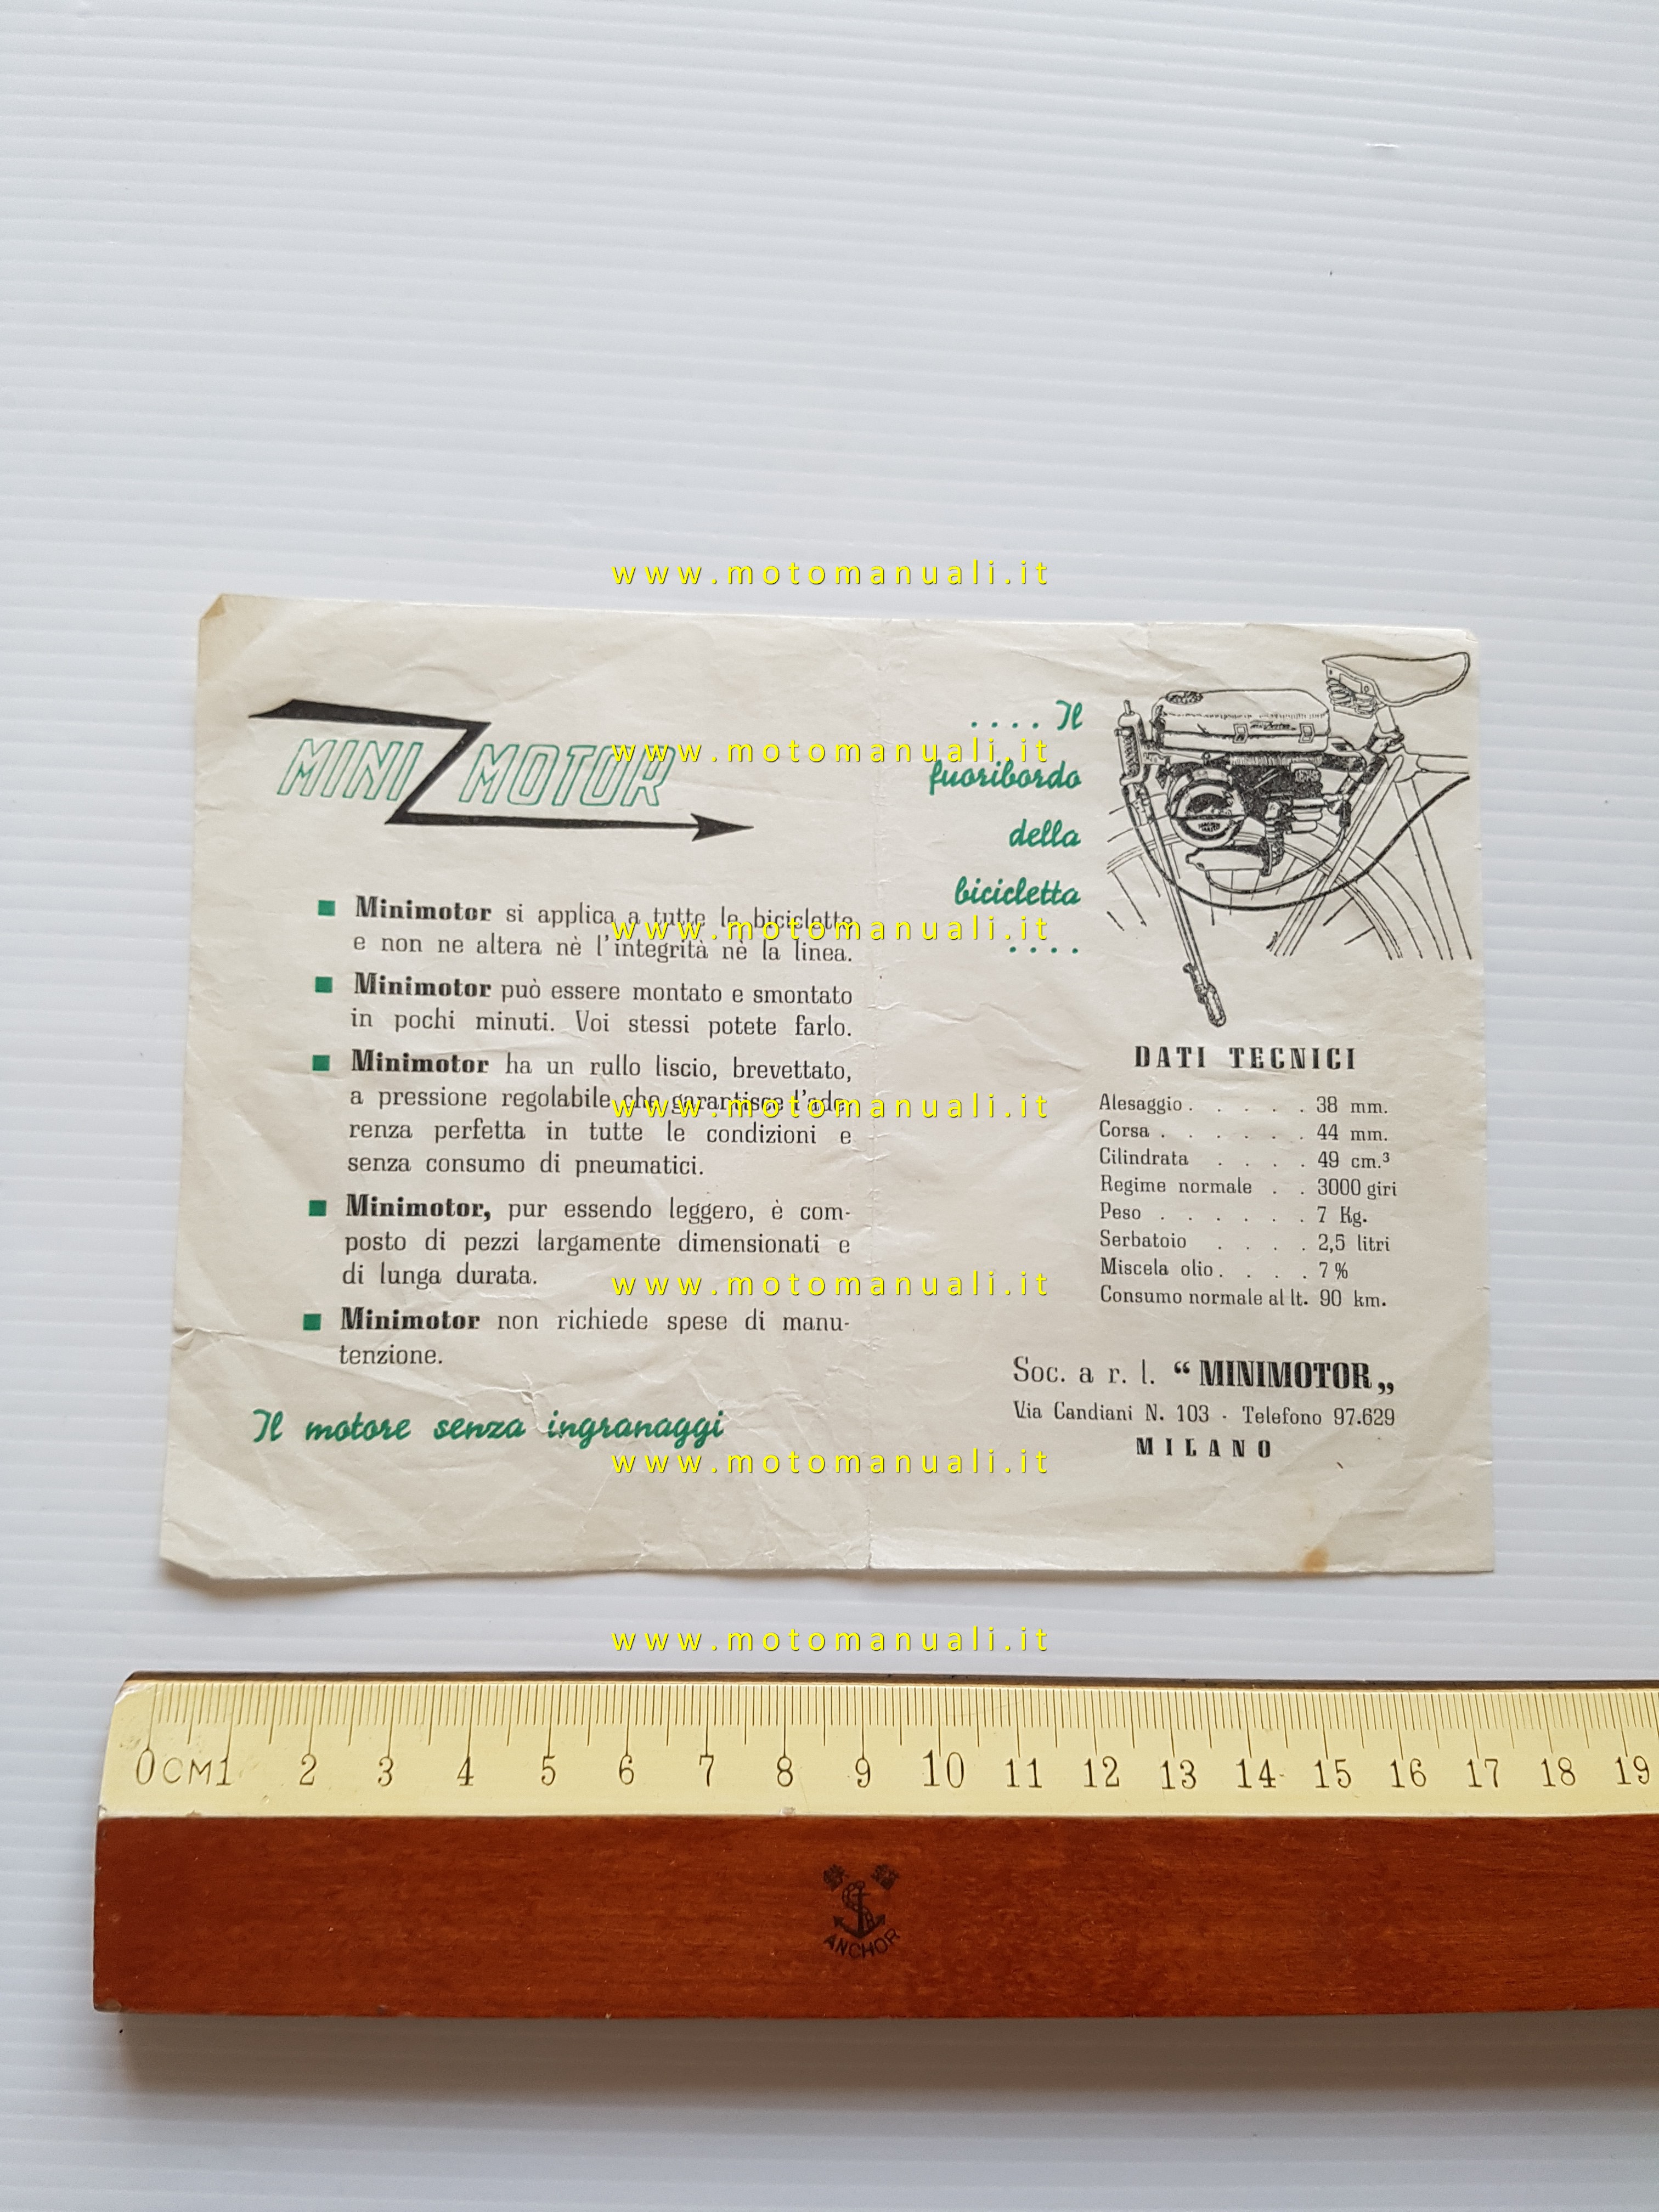 www.motomanuali.it
MINI MOTOR
Minimotor si applica a tutte le biciclette
e non ne altera nè l'integrità nè la linea.
Minimotor può essere montato e smontato
in pochi minuti. Voi stessi potete farlo.
Minimotor ha un rullo liscio, brevettato,
a pressione regolabile che garantisce l'ade-
renza perfetta in tutte le condizioni e
senza consumo di pneumatici.
Minimotor, pur essendo leggero, è com-
posto di pezzi largamente dimensionati e
di lunga durata.
Minimotor non richiede spese di manu-
tenzione.
Il motore senza ingranaggi
.... Il
fuoribordo
della
bicicletta
....
DATI TECNICI
Alesaggio . . . . . 38 mm.
Corsa . . . . . . 44 mm.
Cilindrata . . . . 49 cm.³
Regime normale . . 3000 giri
Peso . . . . . . 7 Kg.
Serbatoio . . . . 2,5 litri
Miscela olio . . . . 7 %
Consumo normale al lt. 90 km.
Soc. a r. l. “ MINIMOTOR „
Via Candiani N. 103 - Telefono 97.629
MILANO
www.motomanuali.it
www.motomanuali.it
www.motomanuali.it
www.motomanuali.it
www.motomanuali.it
www.motomanuali.it
0CM1 2 3 4 5 6 7 8 9 10 11 12 13 14 15 16 17 18 19
ANCHOR